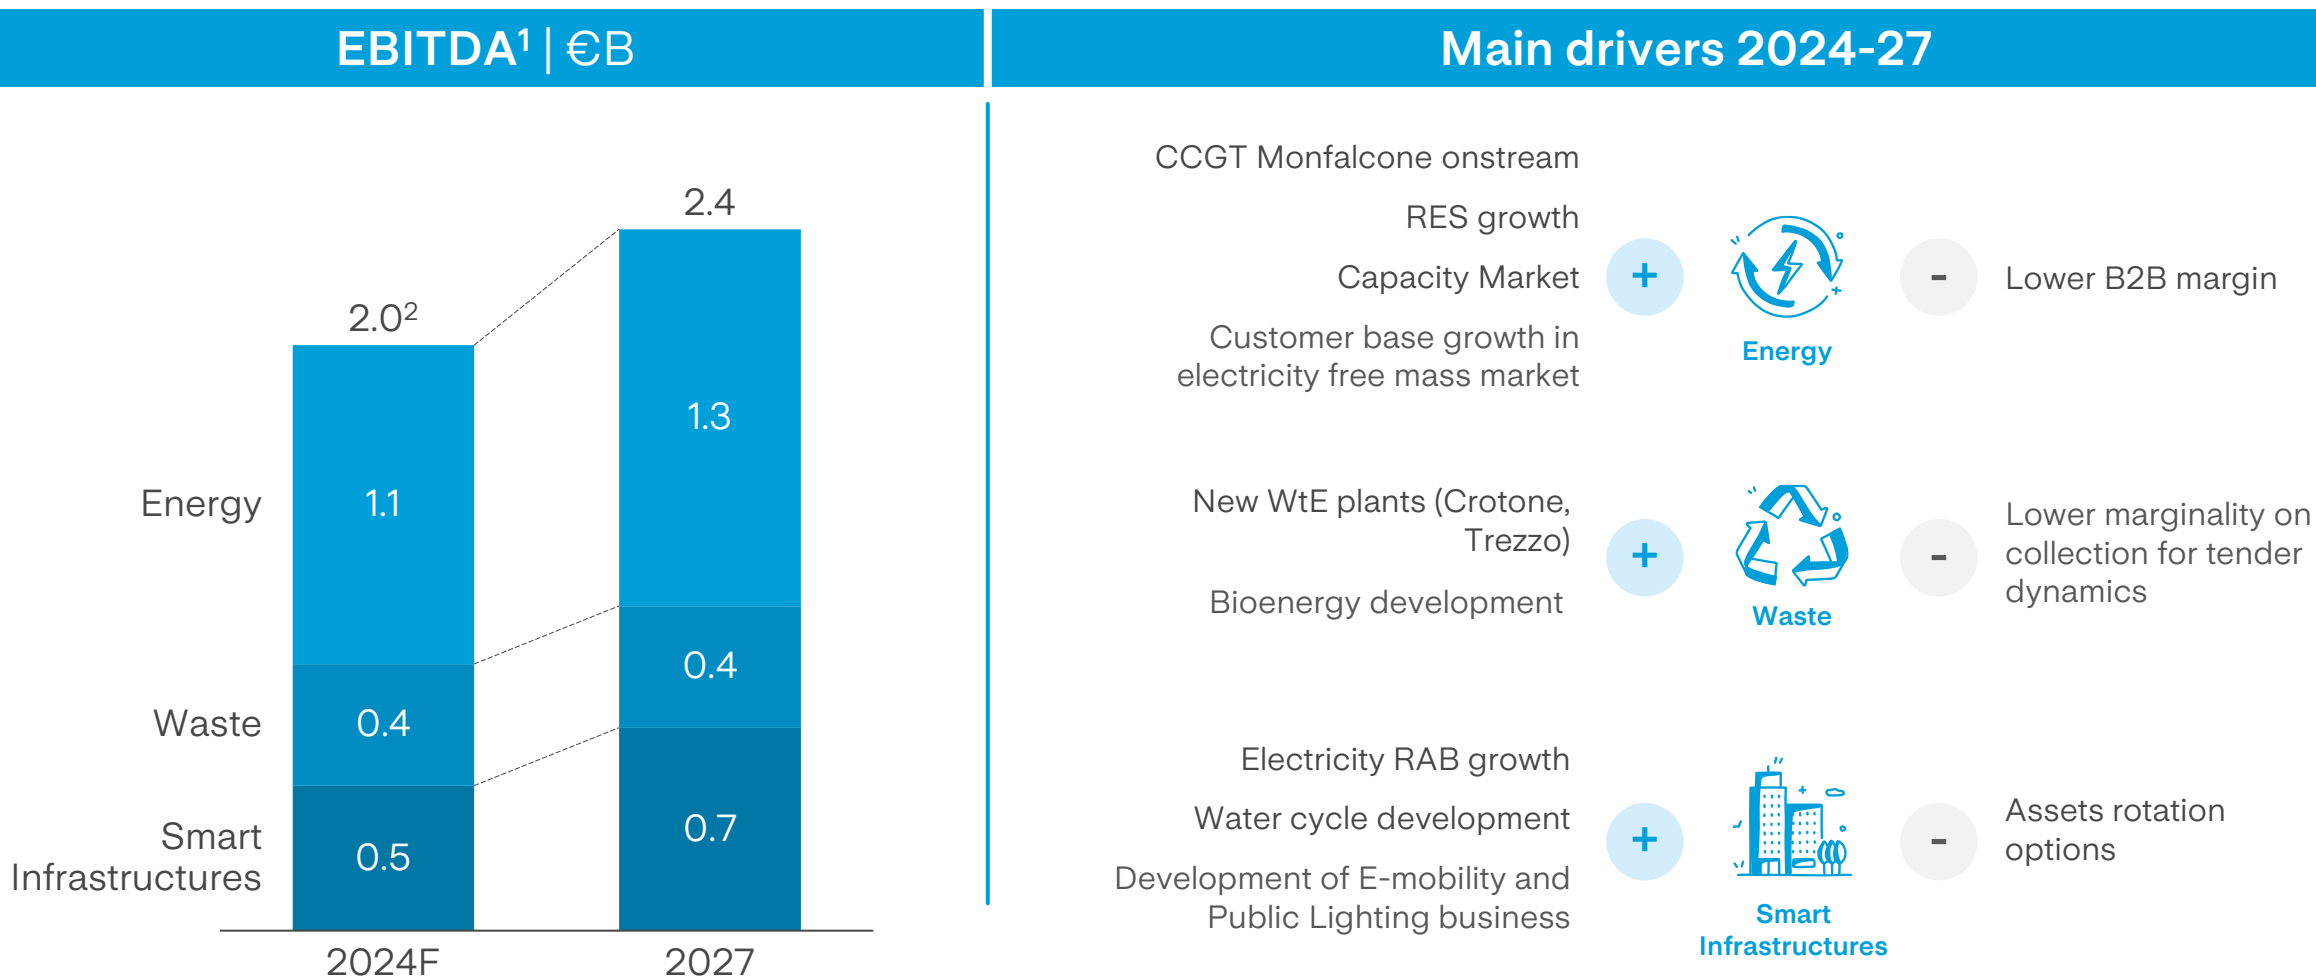 EBITDA¹ | €B
Main drivers 2024-27
2.0²
2.4
Energy
1.1
1.3
Waste
0.4
0.4
Smart
Infrastructures
0.5
0.7
2024F
2027
CCGT Monfalcone onstream
RES growth
Capacity Market
Customer base growth in
electricity free mass market
+
Energy
-
Lower B2B margin
New WtE plants (Crotone,
Trezzo)
Bioenergy development
+
Waste
-
Lower marginality on
collection for tender
dynamics
Electricity RAB growth
Water cycle development
Development of E-mobility and
Public Lighting business
+
Smart
Infrastructures
-
Assets rotation
options